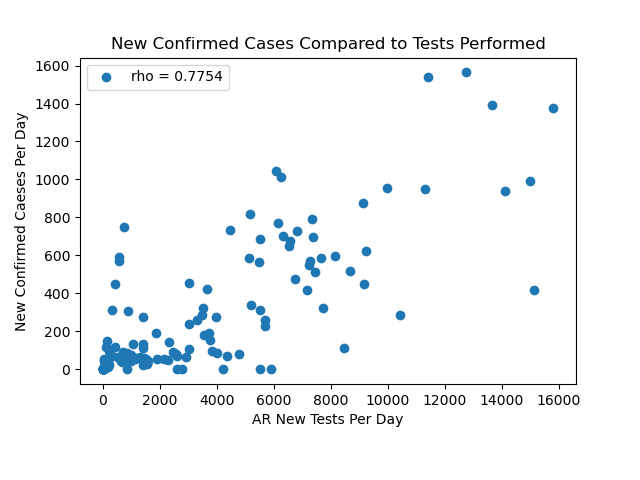 New Confirmed Cases Compared to Tests Performed
rho = 0.7754
New Confirmed Caeses Per Day
1600
1400
1200
1000
800
600
400
200
0
0 2000 4000 6000 8000 10000 12000 14000 16000
AR New Tests Per Day